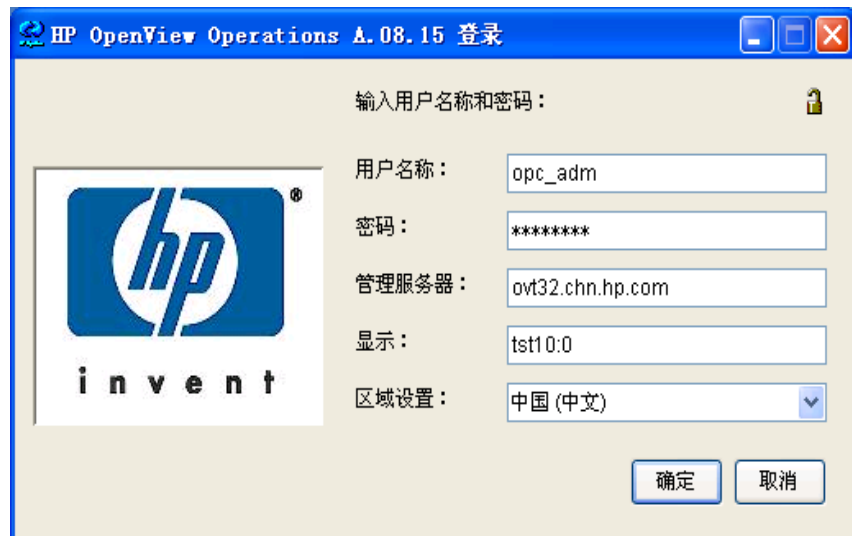 HP OpenView Operations A.08.15 登录
输入用户名称和密码：
hp®
invent
用户名称： opc_adm
密码： ********
管理服务器： ovt32.chn.hp.com
显示： tst10:0
区域设置： 中国 (中文)
确定 取消